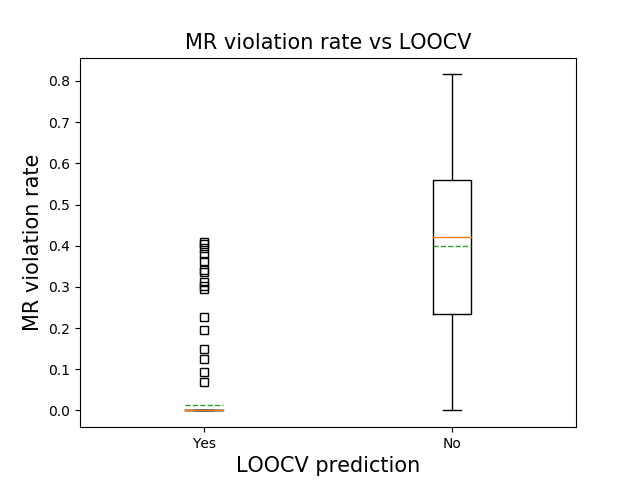 MR violation rate vs LOOCV
MR violation rate
0.8
0.7
0.6
0.5
0.4
0.3
0.2
0.1
0.0
Yes
No
LOOCV prediction